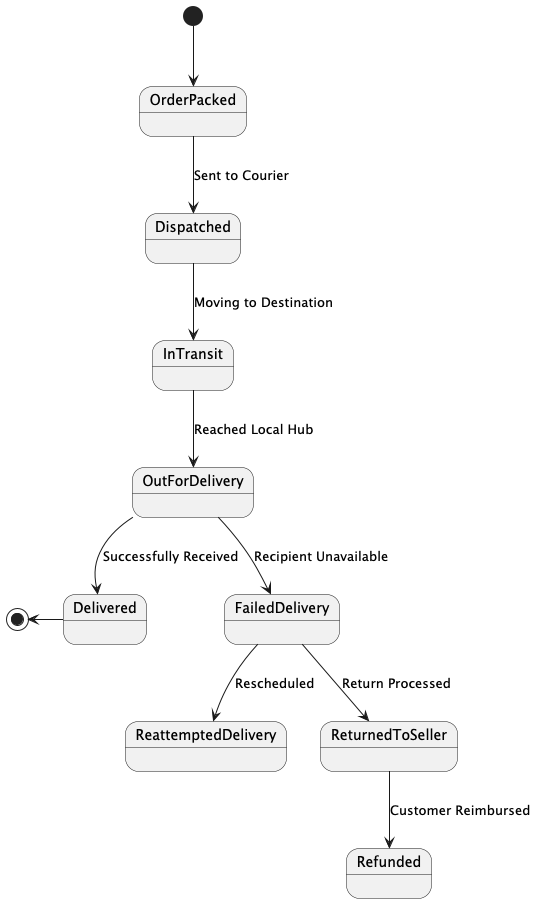 OrderPacked
Sent to Courier
Dispatched
Moving to Destination
InTransit
Reached Local Hub
OutForDelivery
Successfully Received
Recipient Unavailable
Delivered
FailedDelivery
Rescheduled
Return Processed
ReattemptedDelivery
ReturnedToSeller
Customer Reimbursed
Refunded